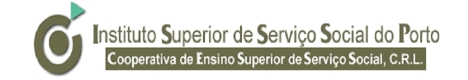 Instituto Superior de Serviço Social do Porto
Cooperativa de Ensino Superior de Serviço Social, C.R.L.